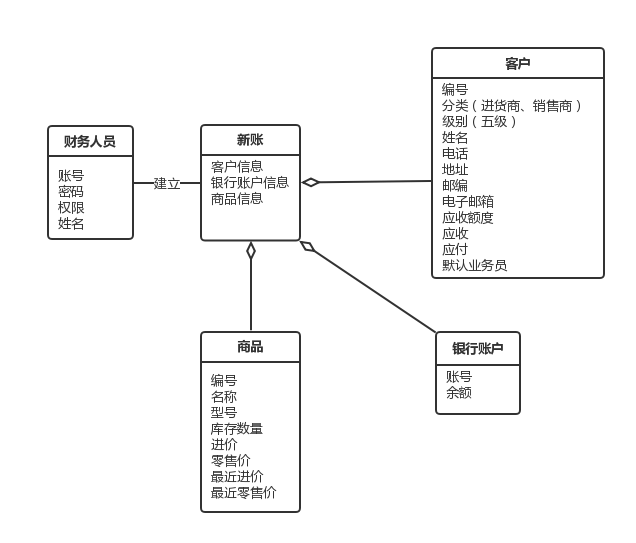 财务人员
账号
密码
权限
姓名
建立
新账
客户信息
银行账户信息
商品信息
客户
编号
分类（进货商、销售商）
级别（五级）
姓名
电话
地址
邮编
电子邮箱
应收额度
应收
应付
默认业务员
商品
编号
名称
型号
库存数量
进价
零售价
最近进价
最近零售价
银行账户
账号
余额